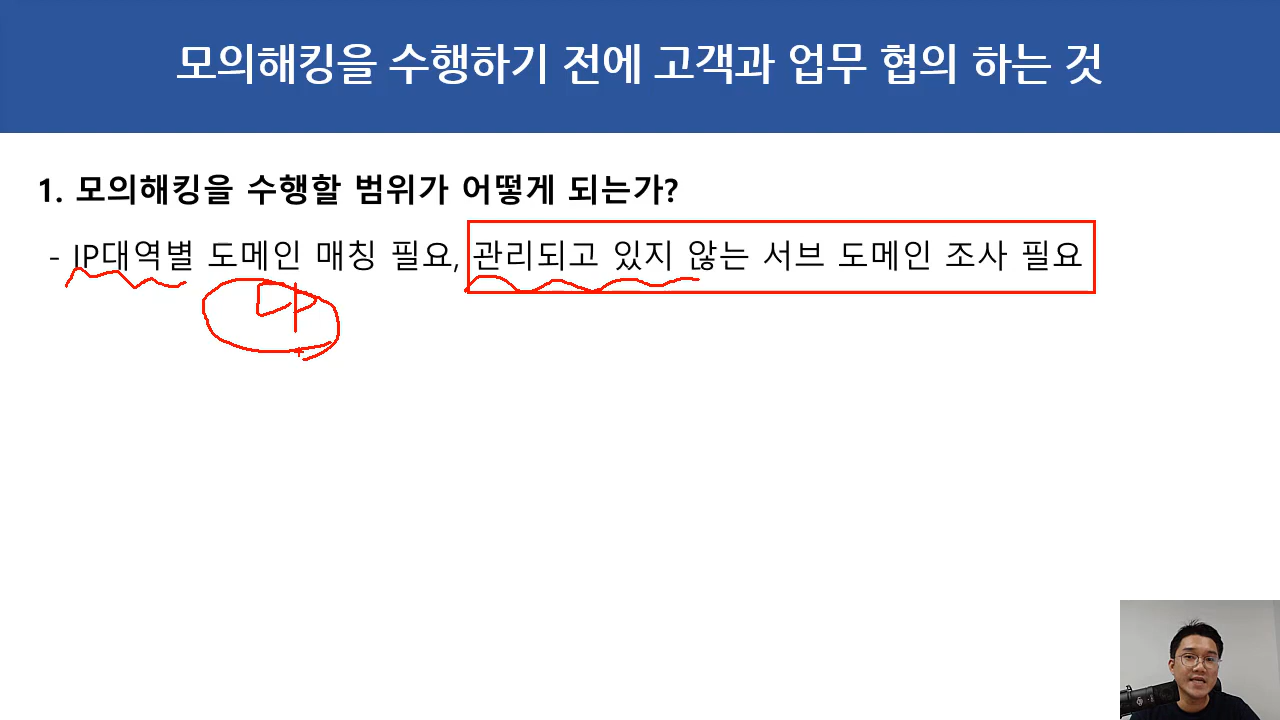 모의해킹을 수행하기 전에 고객과 업무 협의 하는 것
1. 모의해킹을 수행할 범위가 어떻게 되는가?
- IP대역별 도메인 매칭 필요, 관리되고 있지 않는 서브 도메인 조사 필요